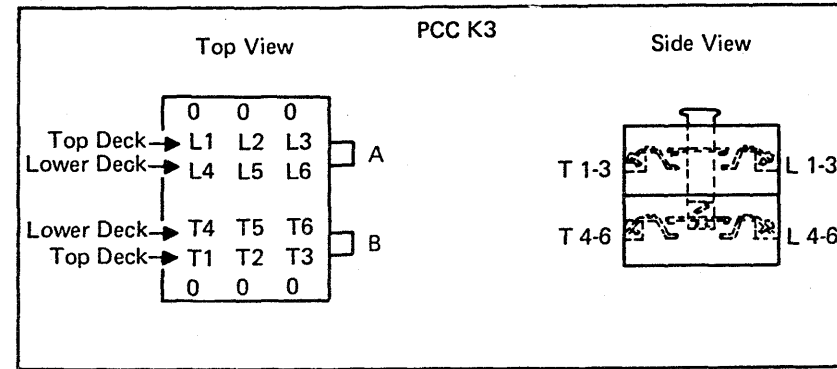 PCC K3
Top View
Side View
0 0 0
Top Deck L1 L2 L3
A
Lower Deck L4 L5 L6
Lower Deck T4 T5 T6
B
Top Deck T1 T2 T3
0 0 0
T 1-3 L 1-3
T 4-6 L 4-6